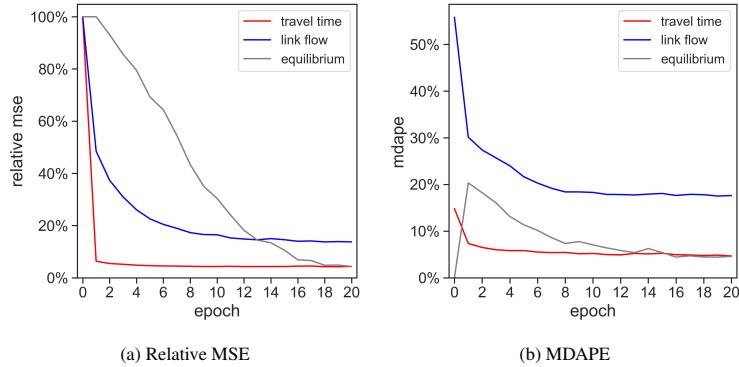 100%
80%
60%
40%
20%
0%
relative mse
0 2 4 6 8 10 12 14 16 18 20
epoch
travel time
link flow
equilibrium
(a) Relative MSE
50%
40%
30%
20%
10%
0%
mdape
0 2 4 6 8 10 12 14 16 18 20
epoch
travel time
link flow
equilibrium
(b) MDAPE